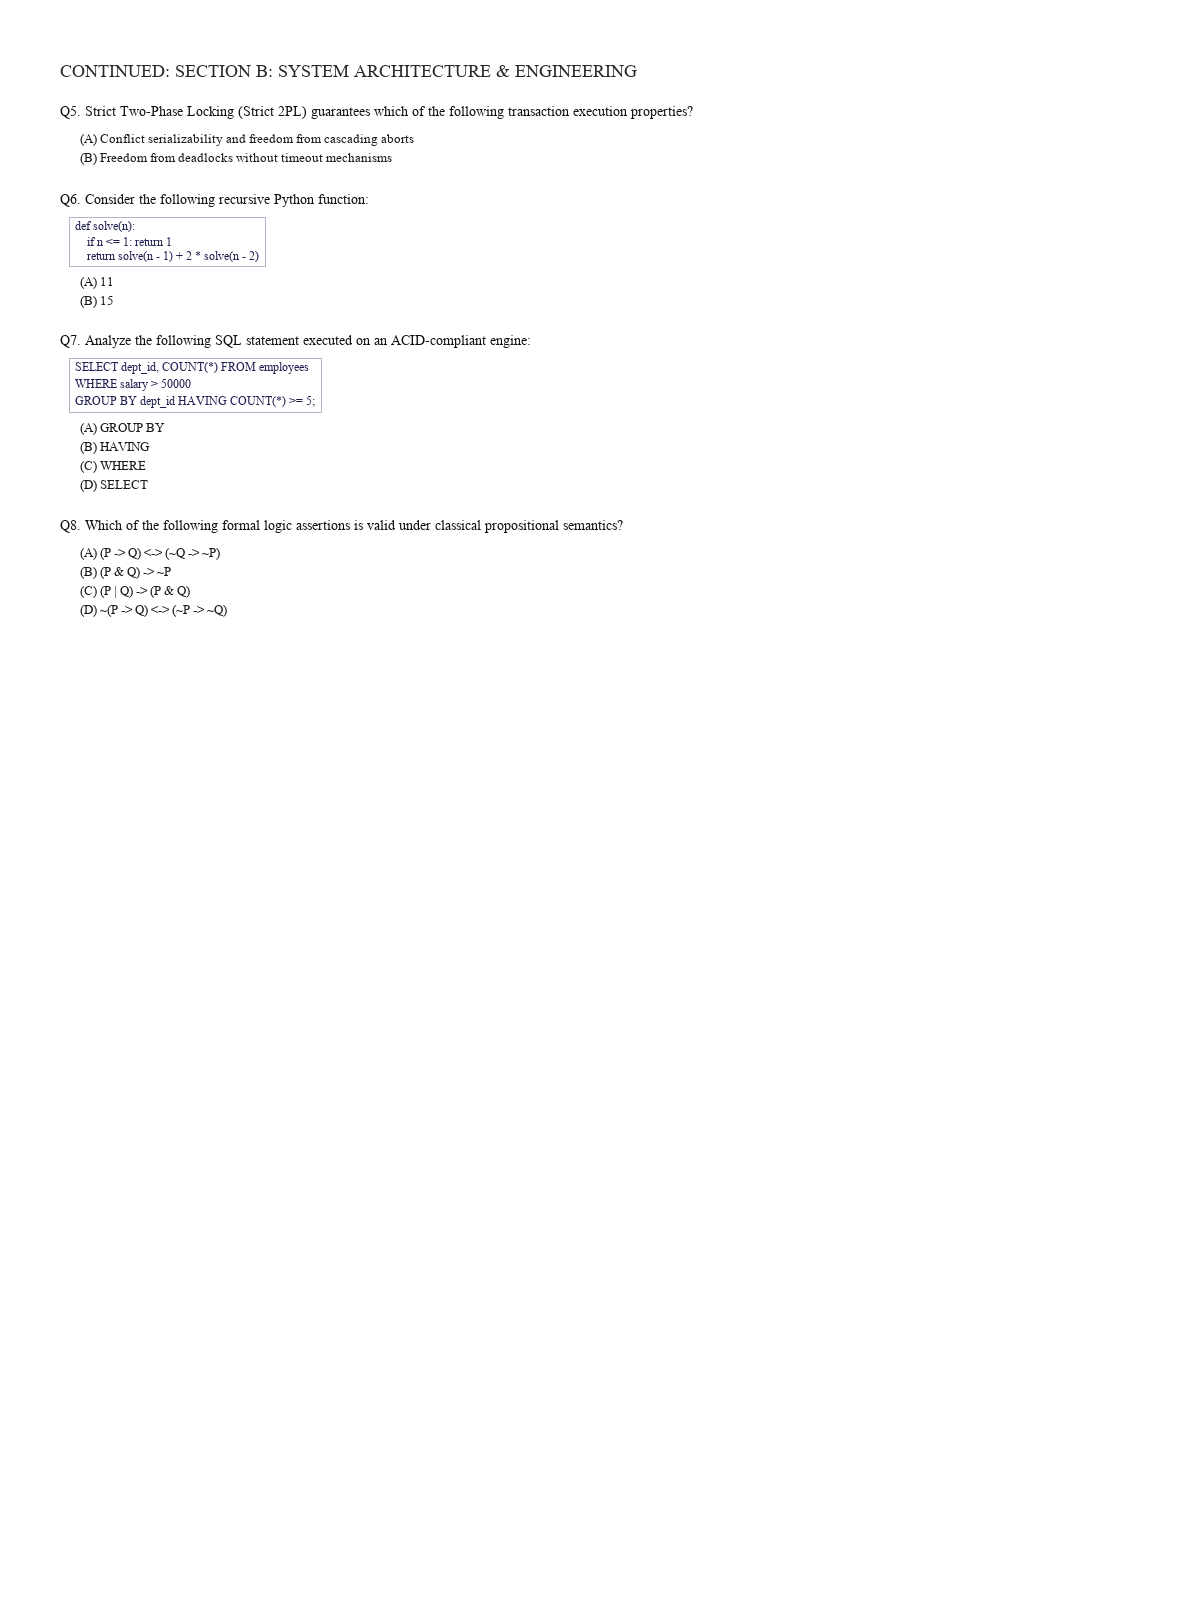 CONTINUED: SECTION B: SYSTEM ARCHITECTURE & ENGINEERING
Q5. Strict Two-Phase Locking (Strict 2PL) guarantees which of the following transaction execution properties?
(A) Conflict serializability and freedom from cascading aborts
(B) Freedom from deadlocks without timeout mechanisms
Q6. Consider the following recursive Python function:
def solve(n):
    if n <= 1: return 1
    return solve(n - 1) + 2 * solve(n - 2)
(A) 11
(B) 15
Q7. Analyze the following SQL statement executed on an ACID-compliant engine:
SELECT dept_id, COUNT(*) FROM employees
WHERE salary > 50000
GROUP BY dept_id HAVING COUNT(*) >= 5;
(A) GROUP BY
(B) HAVING
(C) WHERE
(D) SELECT
Q8. Which of the following formal logic assertions is valid under classical propositional semantics?
(A) (P -> Q) <-> (~Q -> ~P)
(B) (P & Q) -> ~P
(C) (P | Q) -> (P & Q)
(D) ~(P -> Q) <-> (~P -> ~Q)